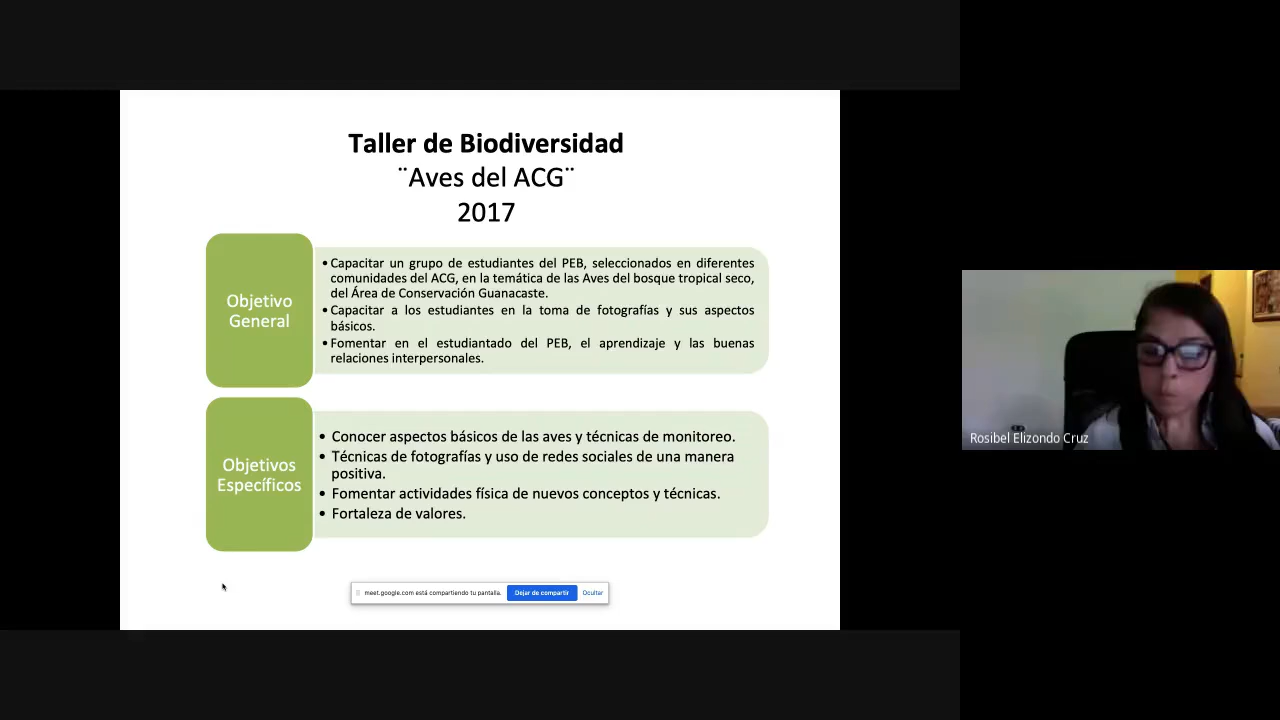 Taller de Biodiversidad
¨Aves del ACG¨
2017
Objetivo
General
•Capacitar un grupo de estudiantes del PEB, seleccionados en diferentes
comunidades del ACG, en la temática de las Aves del bosque tropical seco,
del Área de Conservación Guanacaste.
•Capacitar a los estudiantes en la toma de fotografías y sus aspectos
básicos.
•Fomentar en el estudiantado del PEB, el aprendizaje y las buenas
relaciones interpersonales.
Objetivos
Específicos
• Conocer aspectos básicos de las aves y técnicas de monitoreo.
• Técnicas de fotografías y uso de redes sociales de una manera
positiva.
• Fomentar actividades física de nuevos conceptos y técnicas.
• Fortaleza de valores.
meet.google.com está compartiendo tu pantalla. Dejar de compartir Ocultar
Rosibel Elizondo Cruz